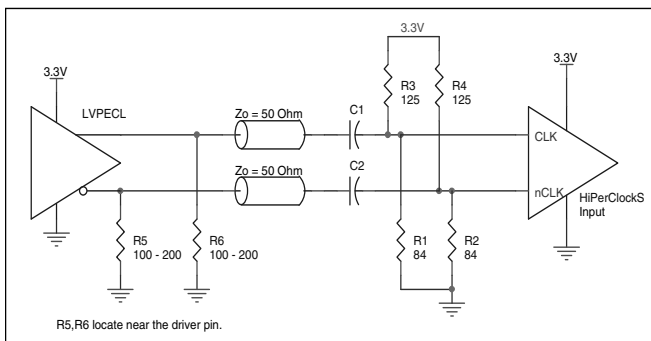 3.3V
3.3V
3.3V
LVPECL
R3
125
R4
125
Zo = 50 Ohm
C1
CLK
Zo = 50 Ohm
C2
nCLK
HiPerClockS
Input
R5
100 - 200
R6
100 - 200
R1
84
R2
84
R5,R6 locate near the driver pin.